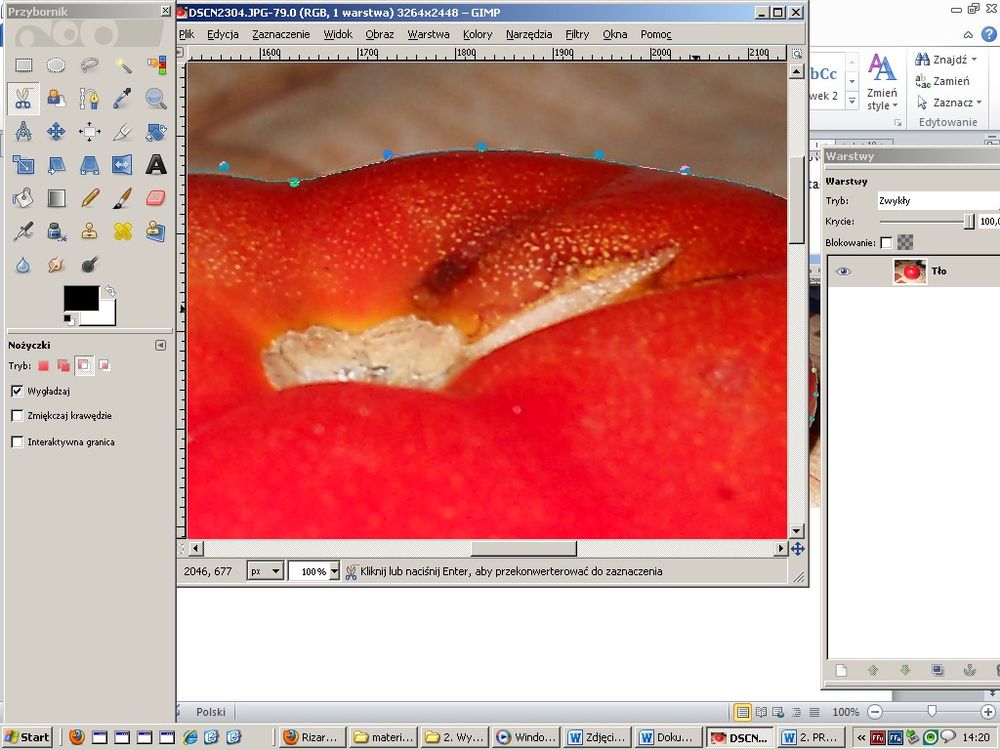 Przybornik
DSCN2304.JPG-79.0 (RGB, 1 warstwa) 3264x2448 – GIMP
Plik Edycja Zaznaczenie Widok Obraz Warstwa Kolory Narzędzia Filtry Okna Pomoc
1600 1700 1800 1900 2000 2100
bCc
wek 2
Zmień
style
Znajdź
Zamień
Zaznacz
Edytowanie
Warstwy
Warstwy
Tryb: Zwykły
Krycie: 100,0
Blokowanie:
Tło
Nożyczki
Tryb:
Wygładzaj
Zmiękczaj krawędzie
Interaktywna granica
2046, 677 px 100% Kliknij lub naciśnij Enter, aby przekonwerterować do zaznaczenia
Polski 100%
Start Rizar... materi... 2. Wy... Windo... Zdjęci... Doku... DSCN... 2. PR... « 14:20